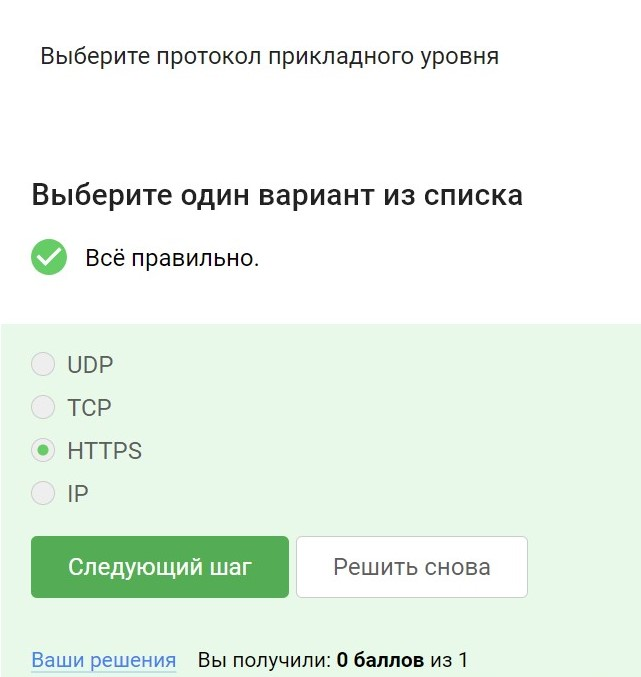 Выберите протокол прикладного уровня
Выберите один вариант из списка
Всё правильно.
UDP
TCP
HTTPS
IP
Следующий шаг Решить снова
Ваши решения Вы получили: 0 баллов из 1